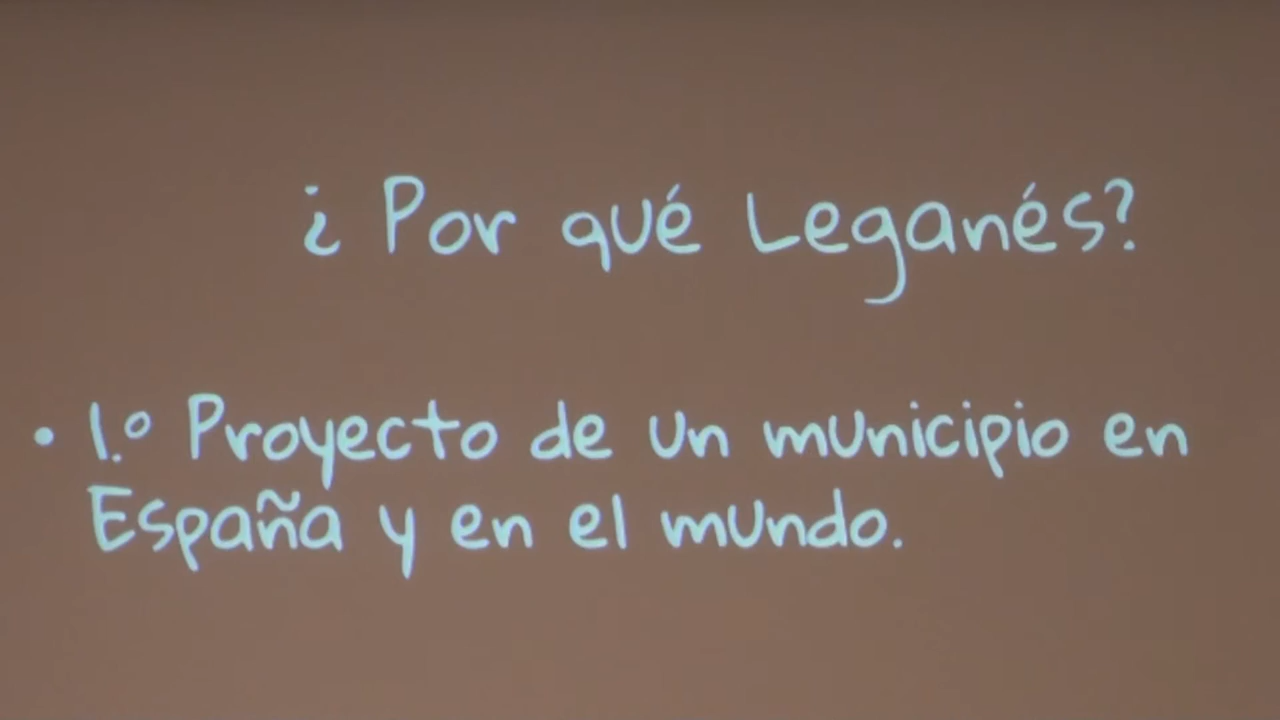 ¿ Por qué Leganés?
• 1.º Proyecto de un municipio en
España y en el mundo.